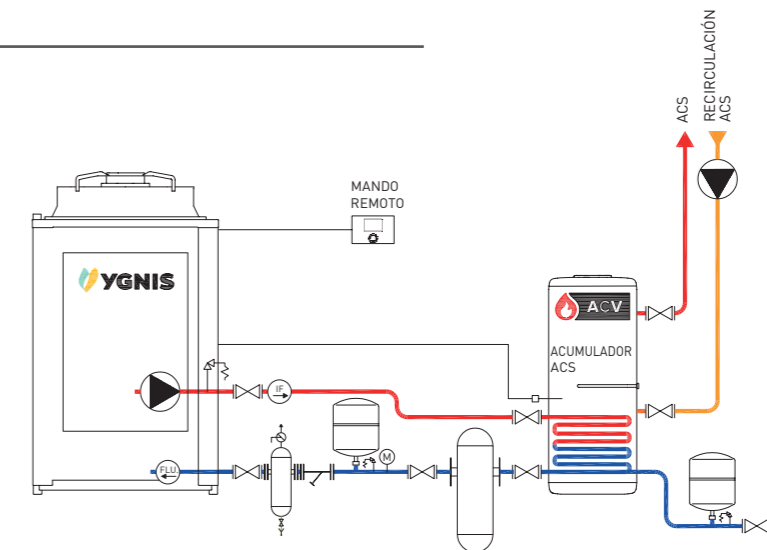 RECIRCULACIÓN
ACS
ACS
MANDO
REMOTO
YGNIS
ACV
ACUMULADOR
ACS
IF
FLU.
M